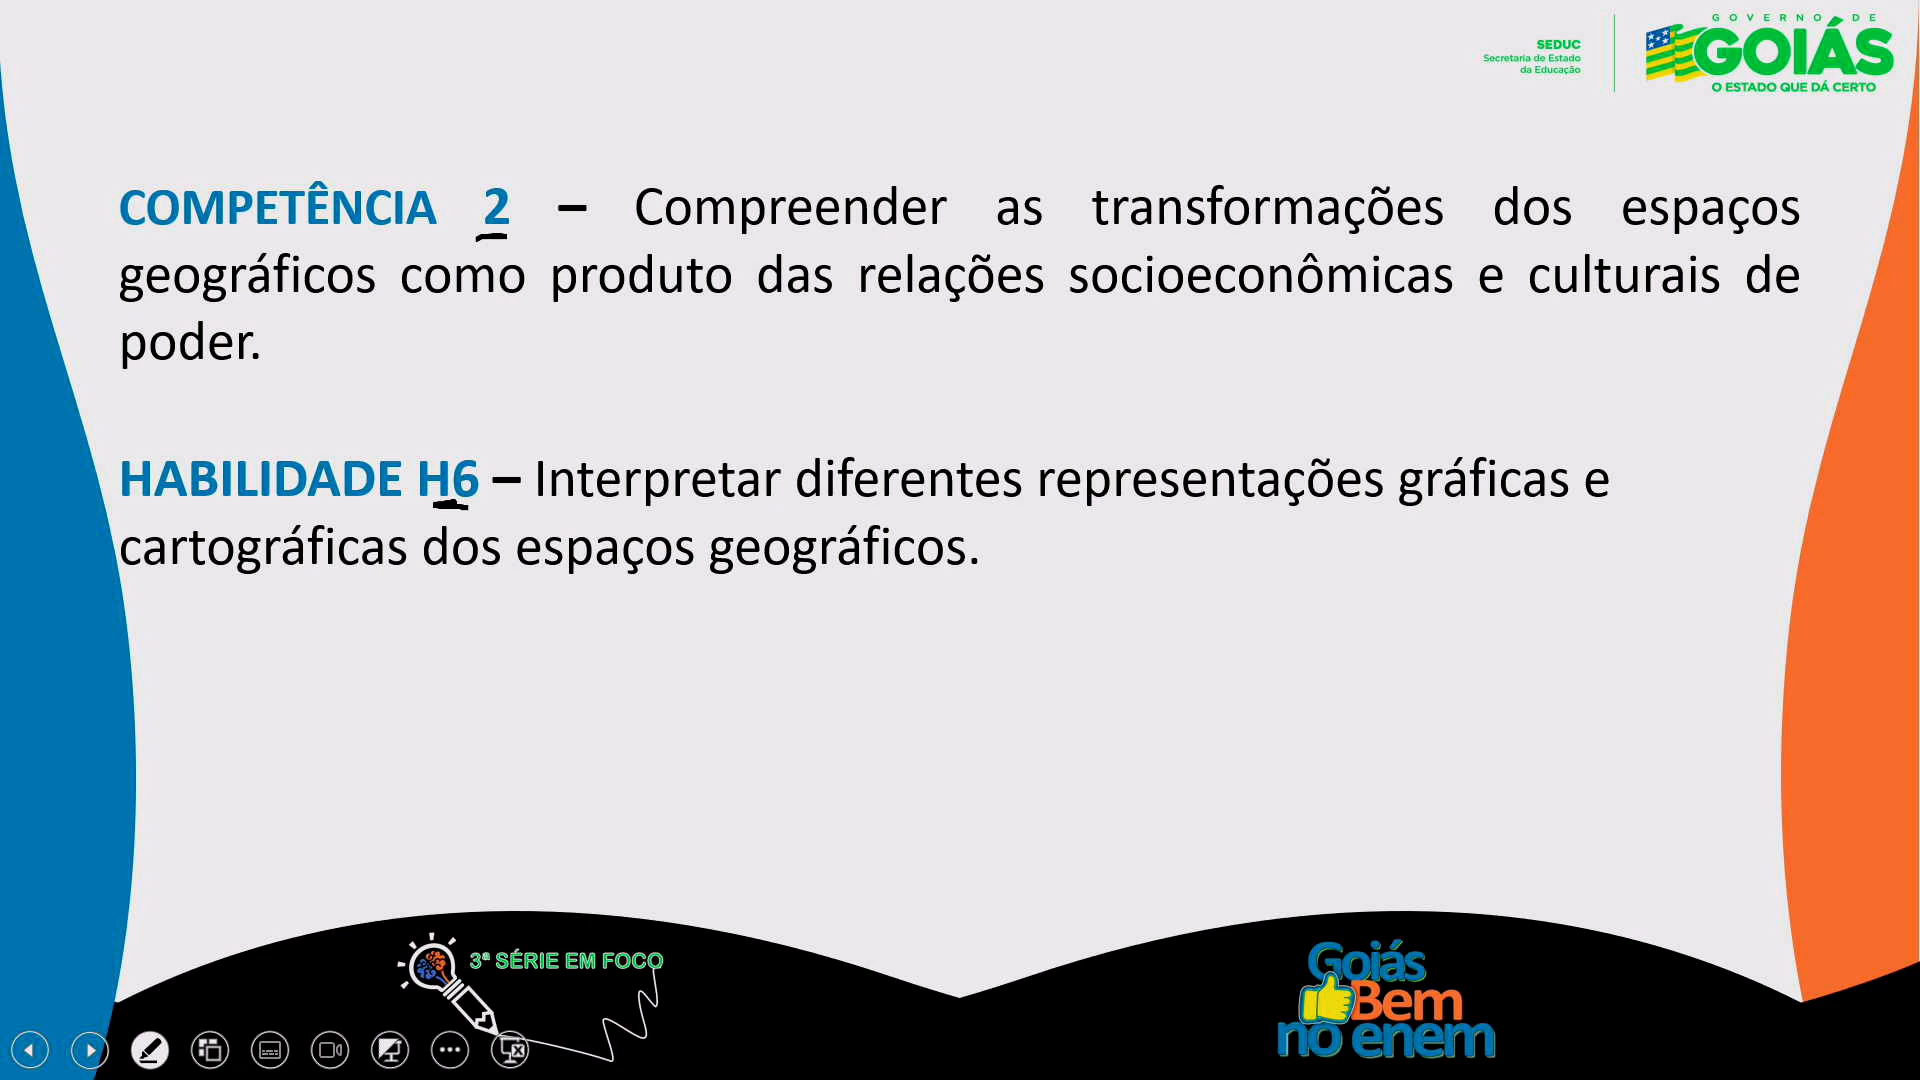 GOVERNO DE
SEDUC
Secretaria de Estado
da Educação
GOIÁS
O ESTADO QUE DÁ CERTO
COMPETÊNCIA 2 – Compreender as transformações dos espaços
geográficos como produto das relações socioeconômicas e culturais de
poder.
HABILIDADE H6 – Interpretar diferentes representações gráficas e
cartográficas dos espaços geográficos.
3ª SÉRIE EM FOCO
Goiás
Bem
no enem